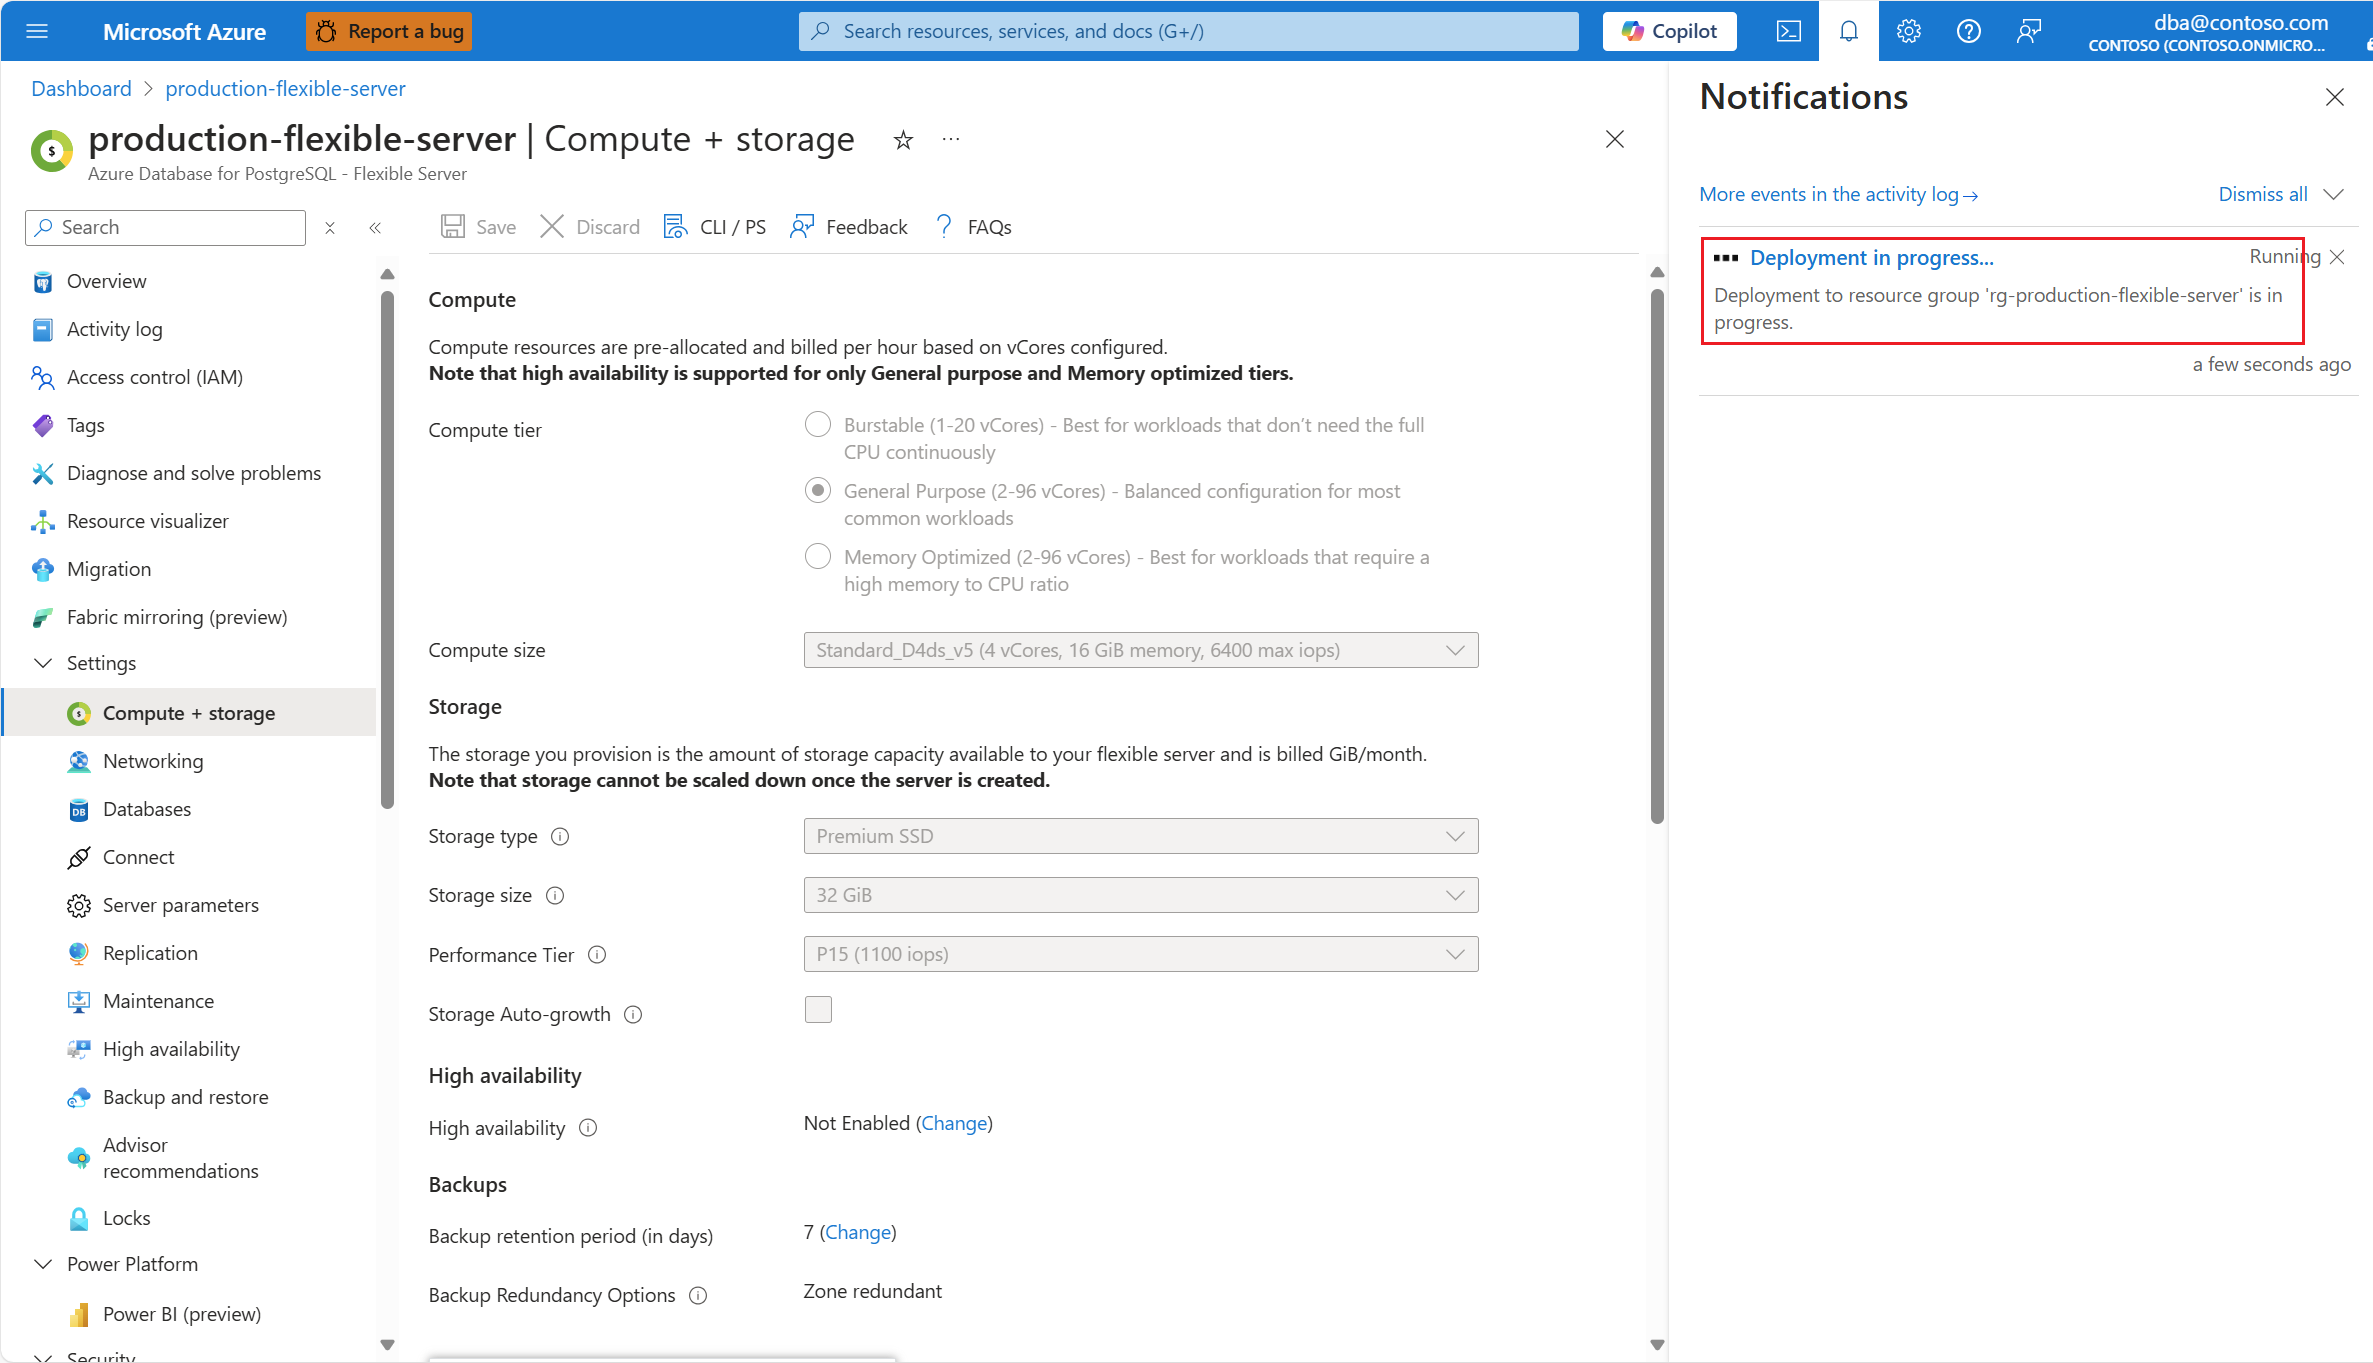 Microsoft Azure
Report a bug
Search resources, services, and docs (G+/)
Copilot
dba@contoso.com
CONTOSO (CONTOSO.ONMICRO...
Dashboard > production-flexible-server
production-flexible-server | Compute + storage
Azure Database for PostgreSQL - Flexible Server
Search
Overview
Activity log
Access control (IAM)
Tags
Diagnose and solve problems
Resource visualizer
Migration
Fabric mirroring (preview)
Settings
Compute + storage
Networking
DB
Databases
Connect
Server parameters
Replication
Maintenance
High availability
Backup and restore
Advisor
recommendations
Locks
Power Platform
Power BI (preview)
Security
Save
Discard
CLI / PS
Feedback
? FAQs
Compute
Compute resources are pre-allocated and billed per hour based on vCores configured.
Note that high availability is supported for only General purpose and Memory optimized tiers.
Compute tier
Burstable (1-20 vCores) - Best for workloads that don’t need the full
CPU continuously
General Purpose (2-96 vCores) - Balanced configuration for most
common workloads
Memory Optimized (2-96 vCores) - Best for workloads that require a
high memory to CPU ratio
Compute size
Standard_D4ds_v5 (4 vCores, 16 GiB memory, 6400 max iops)
Storage
The storage you provision is the amount of storage capacity available to your flexible server and is billed GiB/month.
Note that storage cannot be scaled down once the server is created.
Storage type
Premium SSD
Storage size
32 GiB
Performance Tier
P15 (1100 iops)
Storage Auto-growth
High availability
High availability
Not Enabled (Change)
Backups
Backup retention period (in days)
7 (Change)
Backup Redundancy Options
Zone redundant
Notifications
More events in the activity log→
Dismiss all
Deployment in progress...
Running
Deployment to resource group 'rg-production-flexible-server' is in
progress.
a few seconds ago